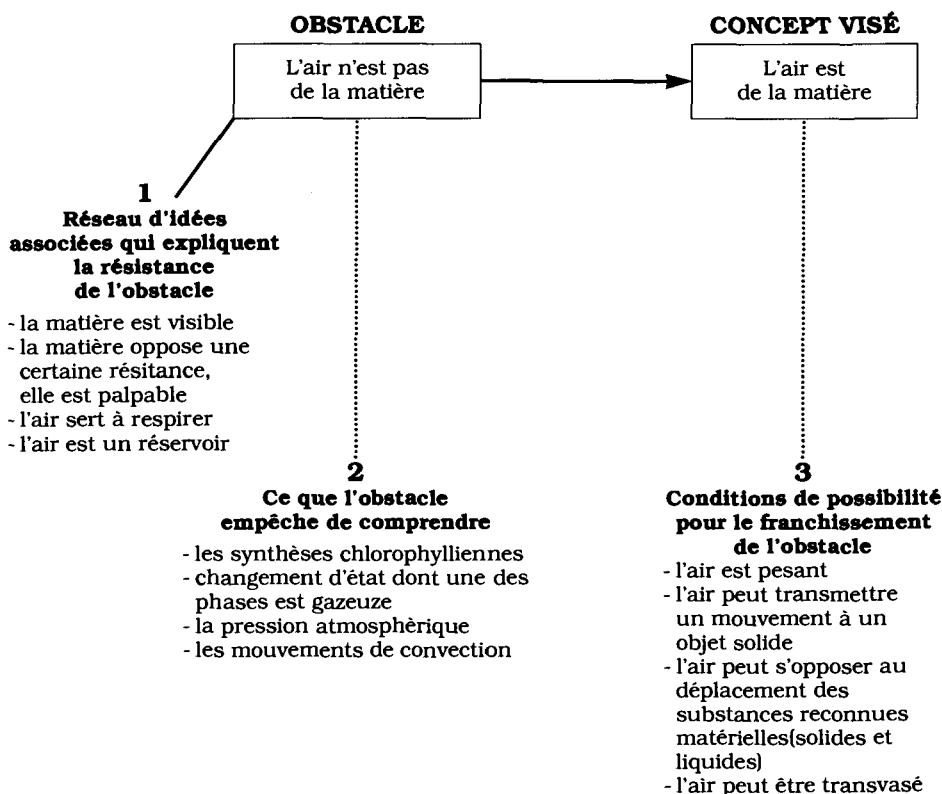 OBSTACLE
L'air n'est pas
de la matière
CONCEPT VISÉ
L'air est
de la matière
1
Réseau d'idées
associées qui expliquent
la résistance
de l'obstacle
- la matière est visible
- la matière oppose une
certaine résitance,
elle est palpable
- l'air sert à respirer
- l'air est un réservoir
2
Ce que l'obstacle
empêche de comprendre
- les synthèses chlorophylliennes
- changement d'état dont une des
phases est gazeuze
- la pression atmosphèrique
- les mouvements de convection
3
Conditions de possibilité
pour le franchissement
de l'obstacle
- l'air est pesant
- l'air peut transmettre
un mouvement à un
objet solide
- l'air peut s'opposer au
déplacement des
substances reconnues
matérielles(solides et
liquides)
- l'air peut être transvasé